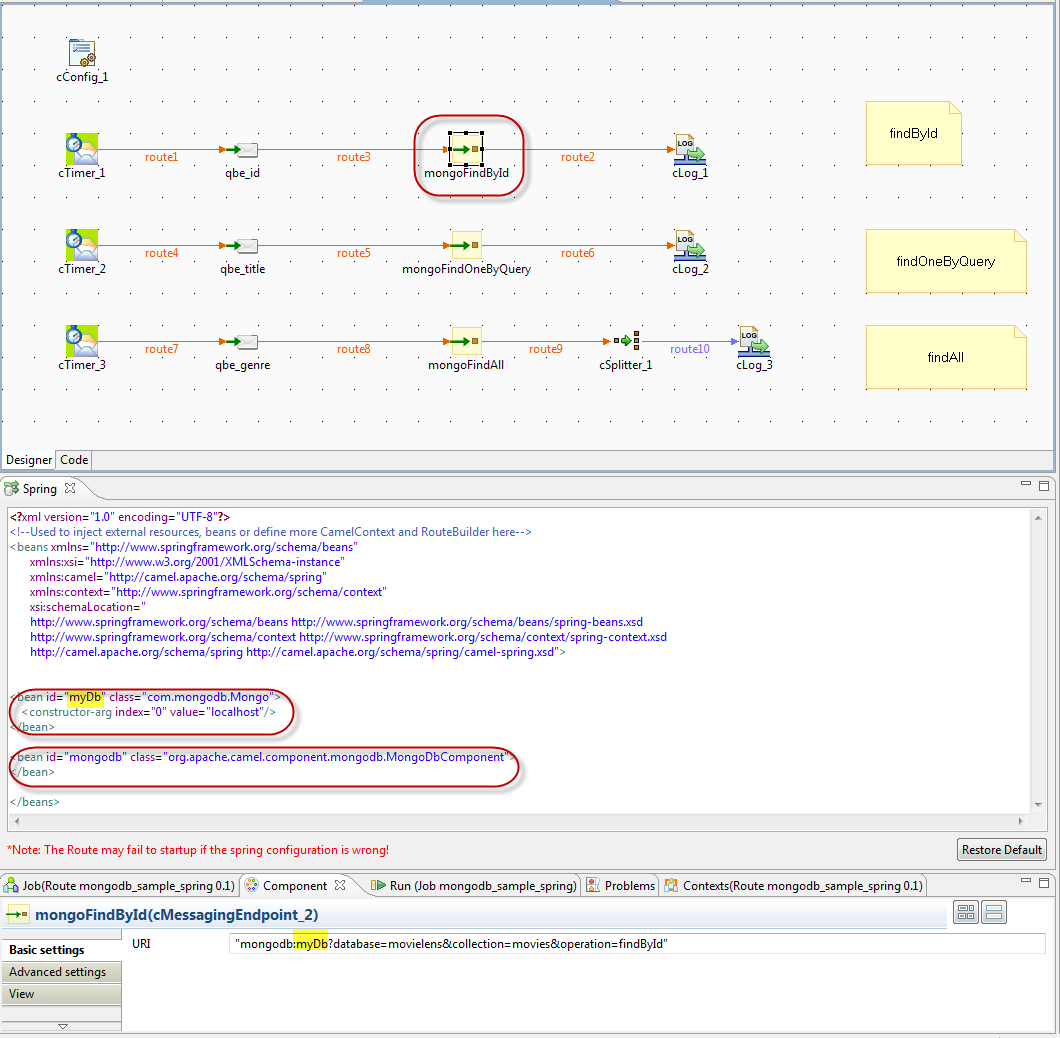 cConfig_1
findById
LOG
route1
route3
route2
cTimer_1
qbe_id
mongoFindById
cLog_1
LOG
findOneByQuery
route4
route5
route6
cTimer_2
qbe_title
mongoFindOneByQuery
cLog_2
LOG
findAll
route7
route8
route9
route10
cTimer_3
qbe_genre
mongoFindAll
cSplitter_1
cLog_3
Designer Code
Spring
<?xml version="1.0" encoding="UTF-8"?>
<!--Used to inject external resources, beans or define more CamelContext and RouteBuilder here-->
<beans xmlns="http://www.springframework.org/schema/beans"
xmlns:xsi="http://www.w3.org/2001/XMLSchema-instance"
xmlns:camel="http://camel.apache.org/schema/spring"
xmlns:context="http://www.springframework.org/schema/context"
xsi:schemaLocation="
http://www.springframework.org/schema/beans http://www.springframework.org/schema/beans/spring-beans.xsd
http://www.springframework.org/schema/context http://www.springframework.org/schema/context/spring-context.xsd
http://camel.apache.org/schema/spring http://camel.apache.org/schema/spring/camel-spring.xsd">
<bean id="myDb" class="com.mongodb.Mongo">
<constructor-arg index="0" value="localhost"/>
</bean>
<bean id="mongodb" class="org.apache.camel.component.mongodb.MongoDbComponent">
</bean>
</beans>
*Note: The Route may fail to startup if the spring configuration is wrong!
Restore Default
Job(Route mongodb_sample_spring 0.1) Component Run (Job mongodb_sample_spring) Problems Contexts(Route mongodb_sample_spring 0.1)
mongoFindById(cMessagingEndpoint_2)
Basic settings
URI
"mongodb:myDb?database=movielens&collection=movies&operation=findById"
Advanced settings
View